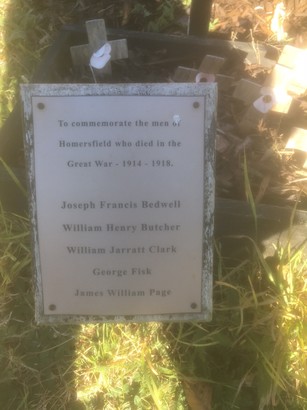 To commemorate the men of
Homersfield who died in the
Great War - 1914 - 1918.
Joseph Francis Bedwell
William Henry Butcher
William Jarratt Clark
George Fisk
James William Page